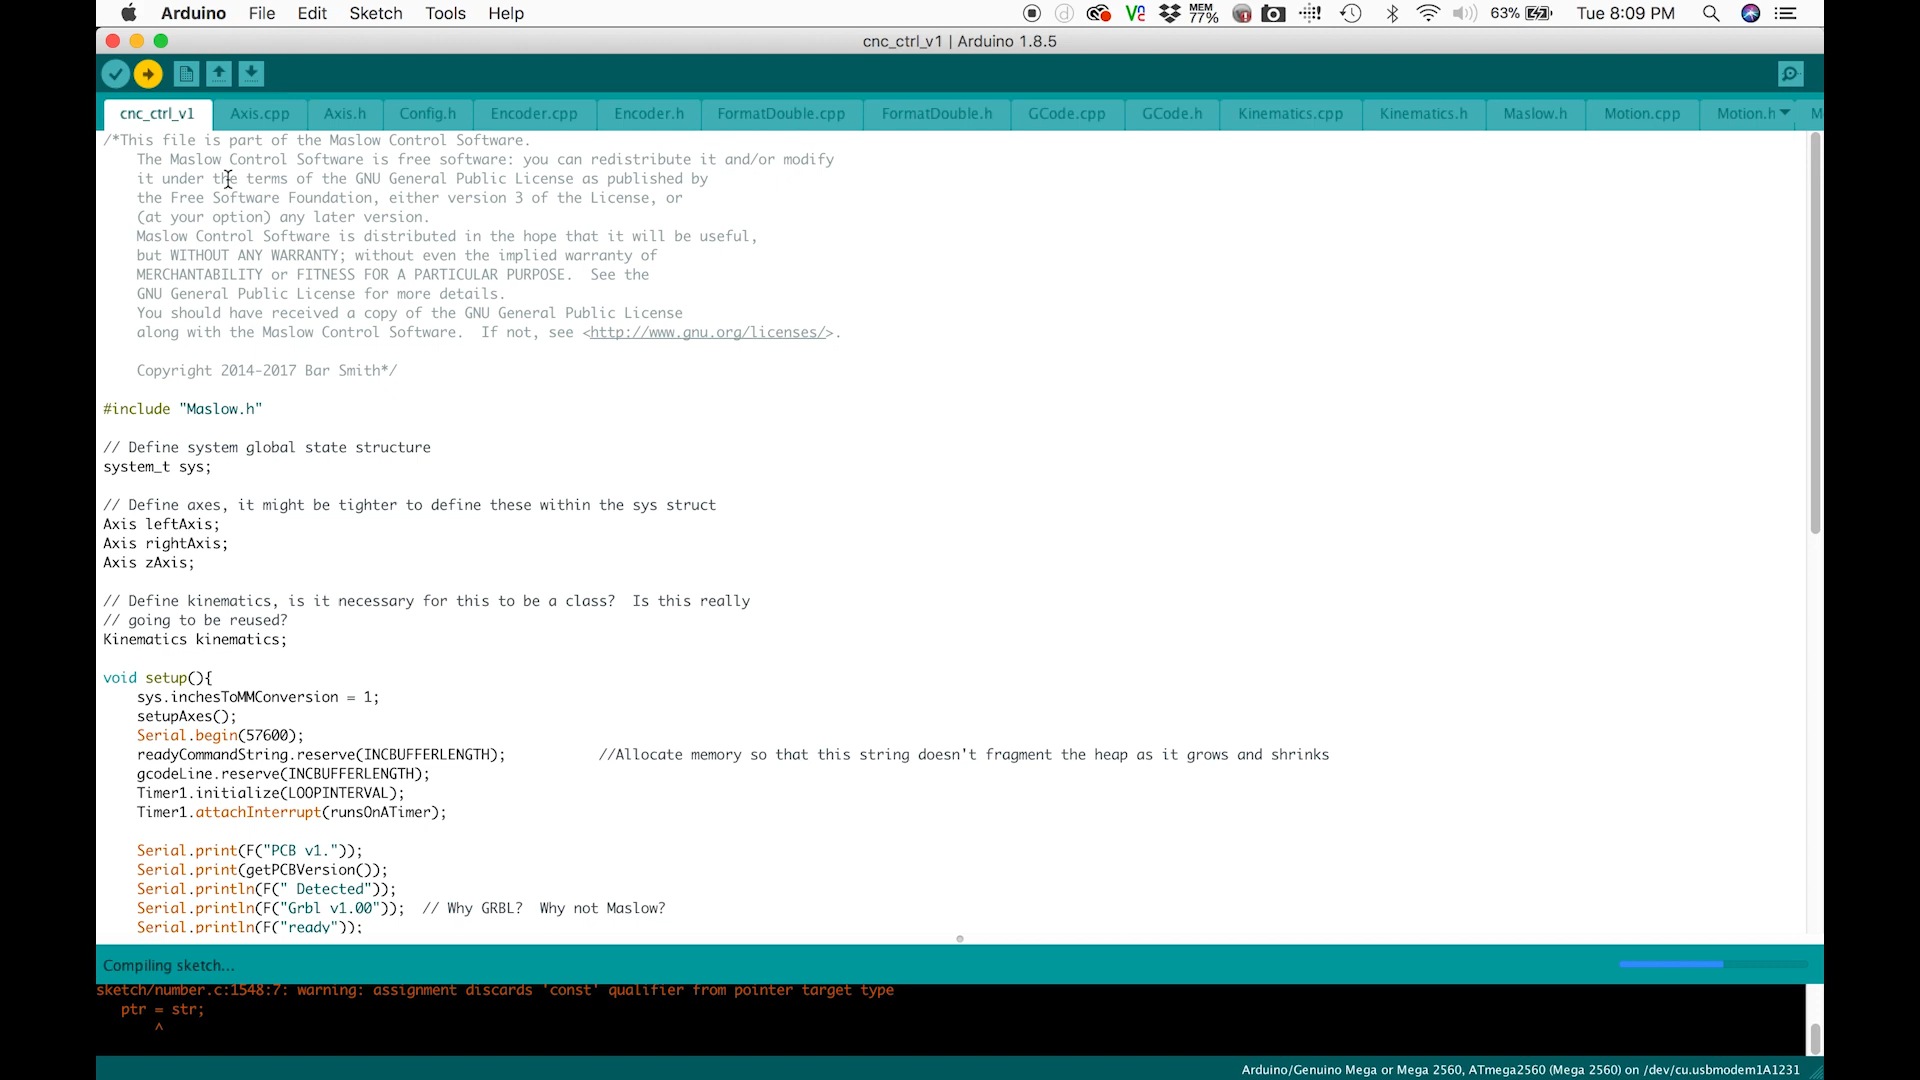 Arduino File Edit Sketch Tools Help MEM 77% 63% Tue 8:09 PM
cnc_ctrl_v1 | Arduino 1.8.5
cnc_ctrl_v1 Axis.cpp Axis.h Config.h Encoder.cpp Encoder.h FormatDouble.cpp FormatDouble.h GCode.cpp GCode.h Kinematics.cpp Kinematics.h Maslow.h Motion.cpp Motion.h
/*This file is part of the Maslow Control Software.
The Maslow Control Software is free software: you can redistribute it and/or modify
it under the terms of the GNU General Public License as published by
the Free Software Foundation, either version 3 of the License, or
(at your option) any later version.
Maslow Control Software is distributed in the hope that it will be useful,
but WITHOUT ANY WARRANTY; without even the implied warranty of
MERCHANTABILITY or FITNESS FOR A PARTICULAR PURPOSE.  See the
GNU General Public License for more details.
You should have received a copy of the GNU General Public License
along with the Maslow Control Software.  If not, see <http://www.gnu.org/licenses/>.
Copyright 2014-2017 Bar Smith*/
#include "Maslow.h"
// Define system global state structure
system_t sys;
// Define axes, it might be tighter to define these within the sys struct
Axis leftAxis;
Axis rightAxis;
Axis zAxis;
// Define kinematics, is it necessary for this to be a class?  Is this really
// going to be reused?
Kinematics kinematics;
void setup(){
sys.inchesToMMConversion = 1;
setupAxes();
Serial.begin(57600);
readyCommandString.reserve(INCBUFFERLENGTH);           //Allocate memory so that this string doesn't fragment the heap as it grows and shrinks
gcodeLine.reserve(INCBUFFERLENGTH);
Timer1.initialize(LOOPINTERVAL);
Timer1.attachInterrupt(runsOnATimer);
Serial.print(F("PCB v1."));
Serial.print(getPCBVersion());
Serial.println(F(" Detected"));
Serial.println(F("Grbl v1.00"));  // Why GRBL?  Why not Maslow?
Serial.println(F("ready"));
Compiling sketch...
sketch/number.c:1548:7: warning: assignment discards 'const' qualifier from pointer target type
ptr = str;
^
Arduino/Genuino Mega or Mega 2560, ATmega2560 (Mega 2560) on /dev/cu.usbmodem1A1231